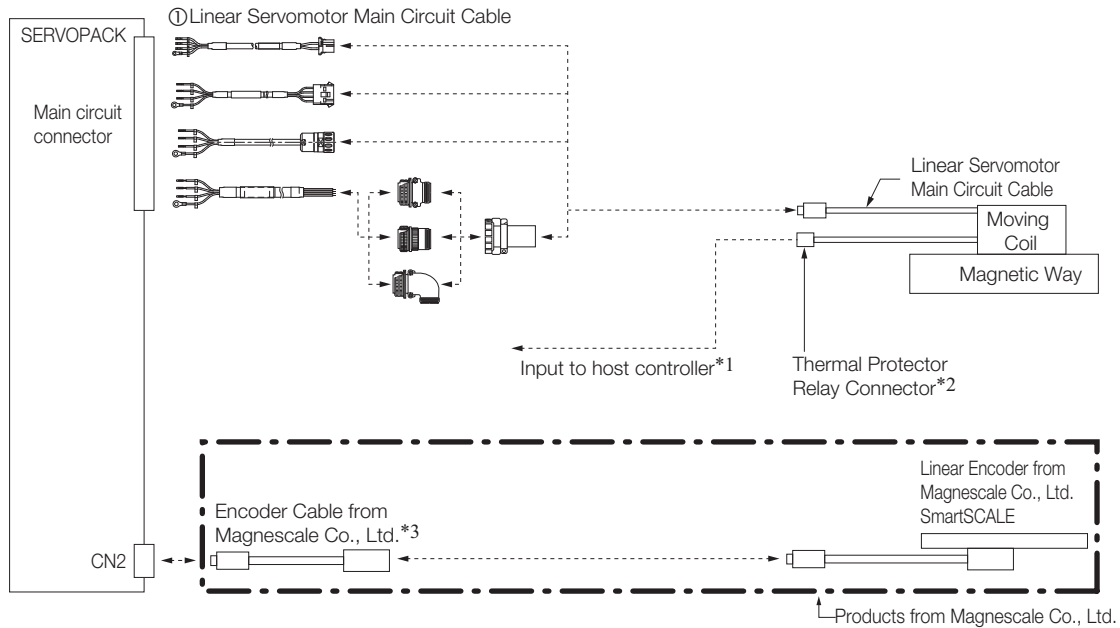 ①Linear Servomotor Main Circuit Cable
SERVOPACK
Main circuit
connector
Linear Servomotor
Main Circuit Cable
Moving
Coil
Magnetic Way
Input to host controller*1
Thermal Protector
Relay Connector*2
Linear Encoder from
Magnescale Co., Ltd.
SmartSCALE
Encoder Cable from
Magnescale Co., Ltd.*3
CN2
Products from Magnescale Co., Ltd.